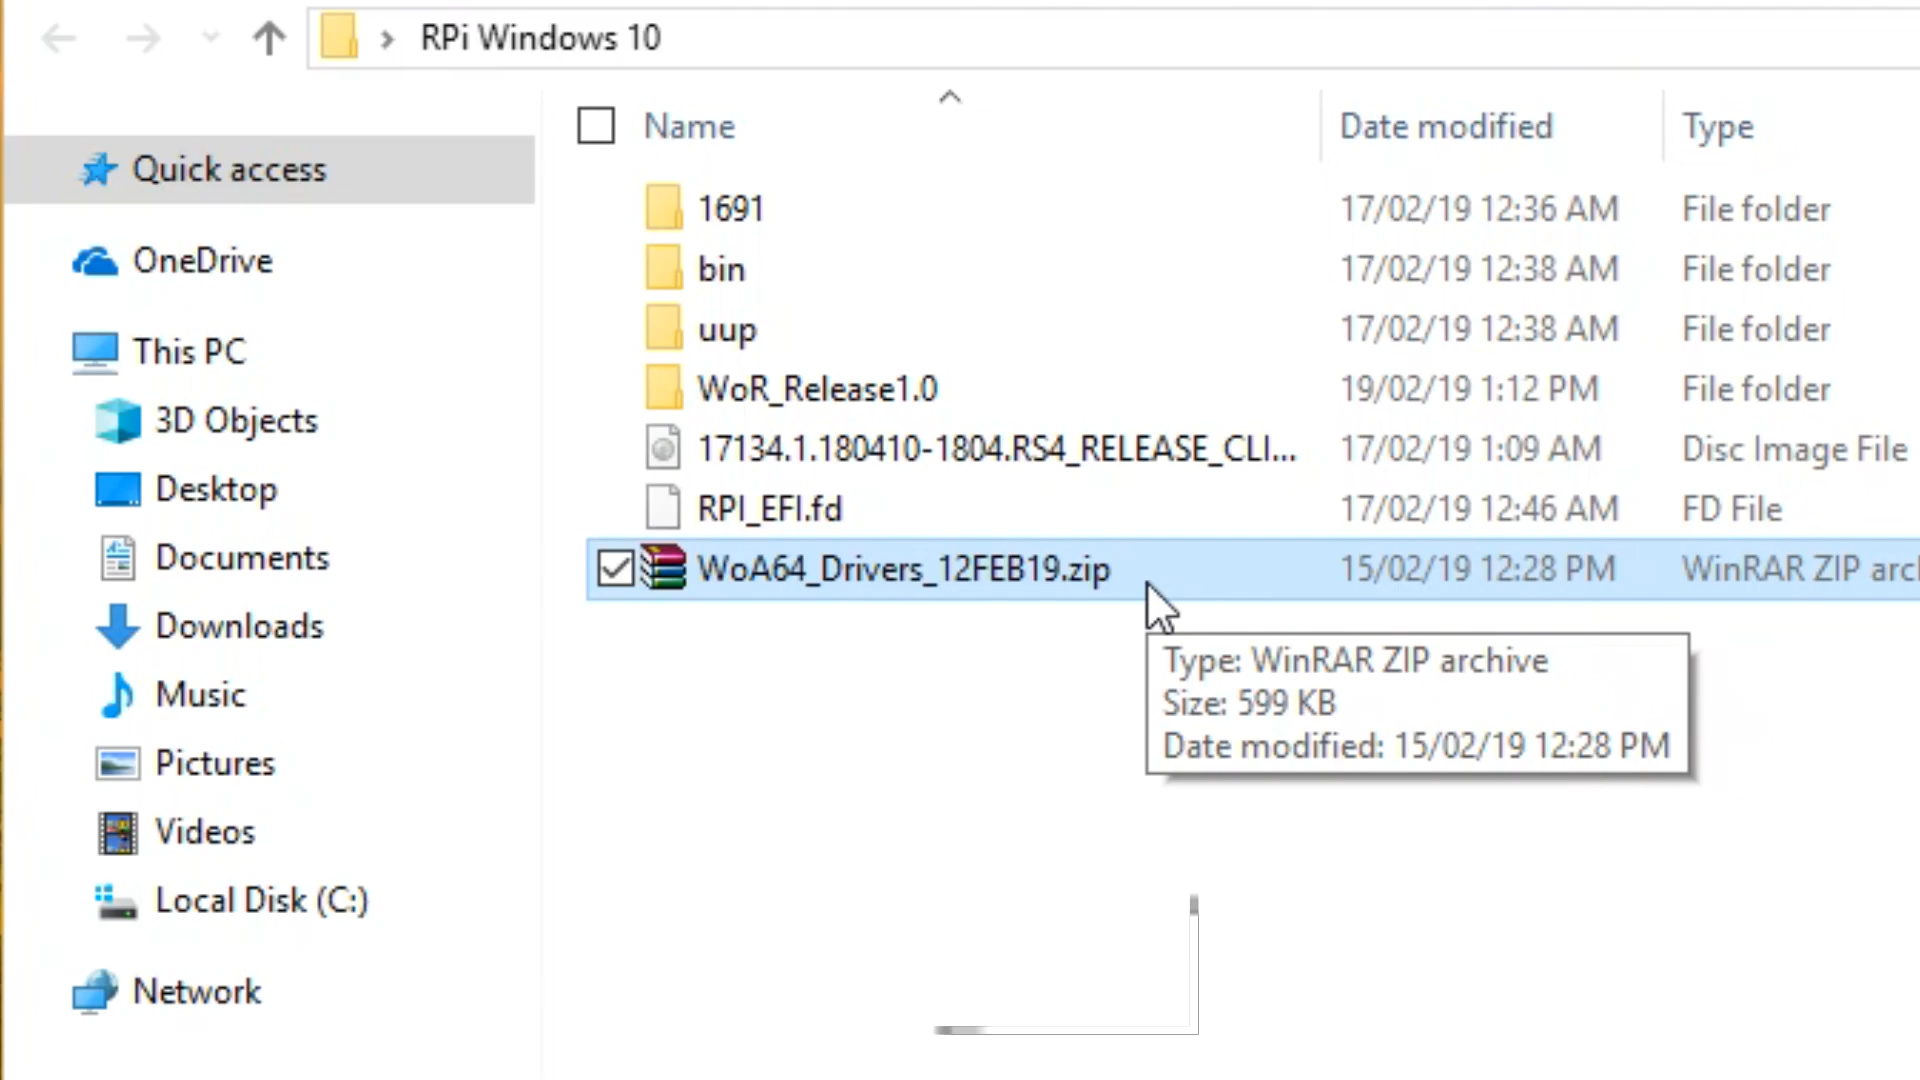 RPi Windows 10
Name Date modified Type
Quick access
OneDrive
This PC
3D Objects
Desktop
Documents
Downloads
Music
Pictures
Videos
Local Disk (C:)
Network
1691 17/02/19 12:36 AM File folder
bin 17/02/19 12:38 AM File folder
uup 17/02/19 12:38 AM File folder
WoR_Release1.0 19/02/19 1:12 PM File folder
17134.1.180410-1804.RS4_RELEASE_CLI... 17/02/19 1:09 AM Disc Image File
RPI_EFI.fd 17/02/19 12:46 AM FD File
WoA64_Drivers_12FEB19.zip 15/02/19 12:28 PM WinRAR ZIP arc
Type: WinRAR ZIP archive
Size: 599 KB
Date modified: 15/02/19 12:28 PM